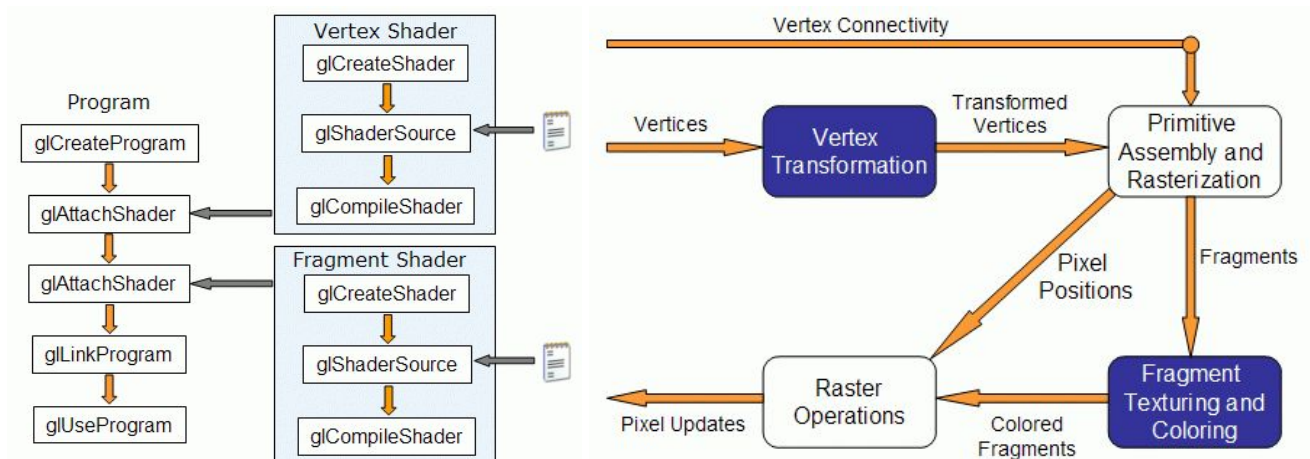 Program
glCreateProgram
glAttachShader
glAttachShader
glLinkProgram
glUseProgram
Vertex Shader
glCreateShader
glShaderSource
glCompileShader
Fragment Shader
glCreateShader
glShaderSource
glCompileShader
Vertex Connectivity
Vertices
Vertex
Transformation
Transformed
Vertices
Primitive
Assembly and
Rasterization
Pixel
Positions
Fragments
Fragment
Texturing and
Coloring
Colored
Fragments
Raster
Operations
Pixel Updates